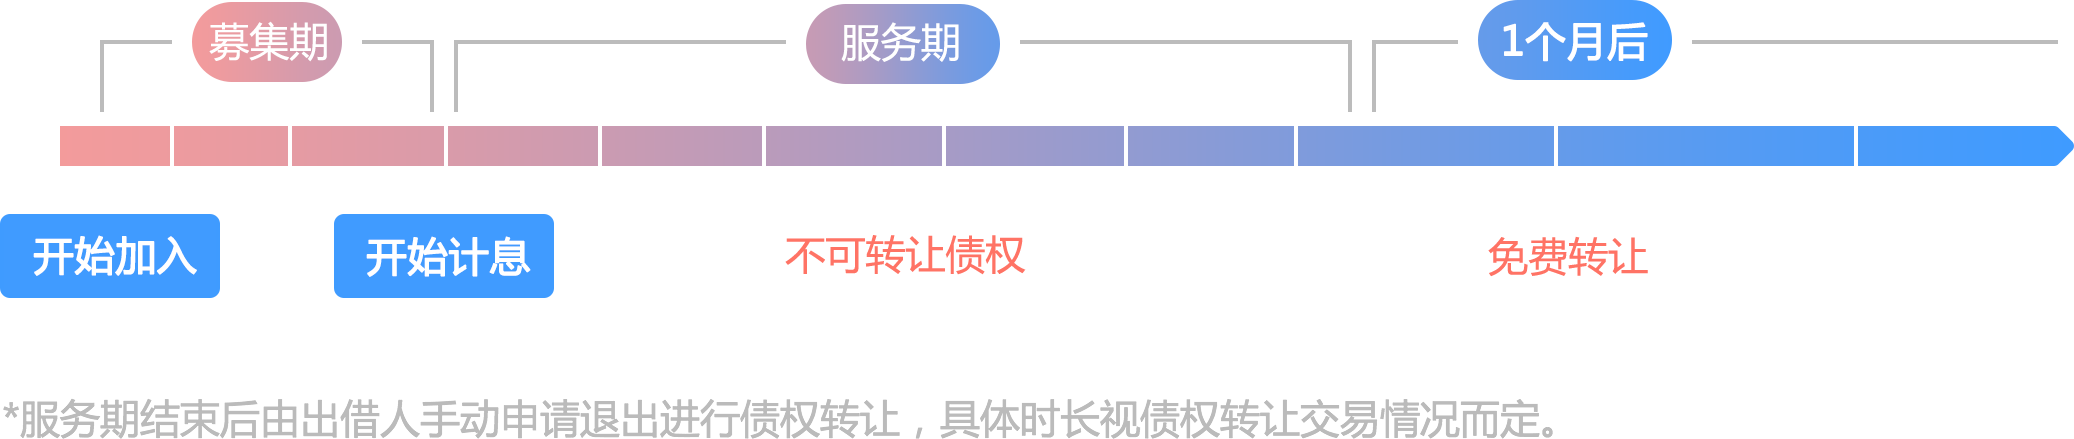 募集期
服务期
1个月后
开始加入
开始计息
不可转让债权
免费转让
*服务期结束后由出借人手动申请退出进行债权转让，具体时长视债权转让交易情况而定。